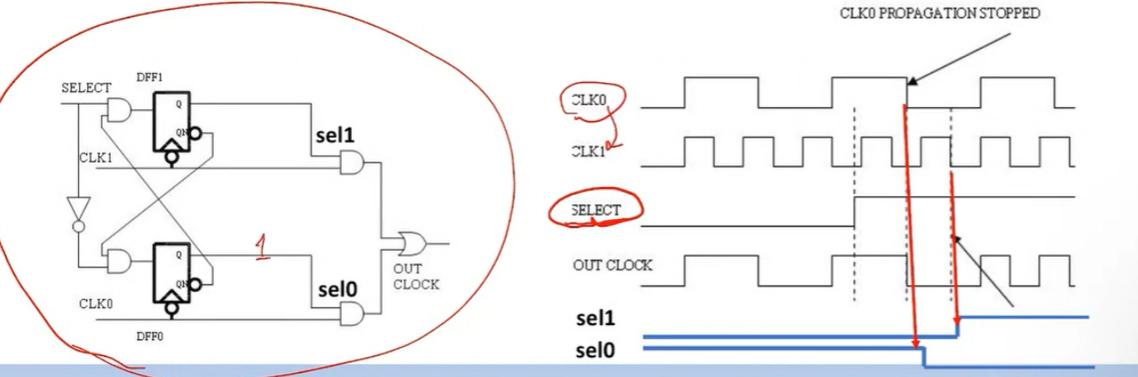 CLK0 PROPAGATION STOPPED
SELECT
DFF1
Q
QN
sel1
CLK1
1
Q
QN
sel0
OUT
CLOCK
CLK0
DFF0
CLK0
CLK1
SELECT
OUT CLOCK
sel1
sel0